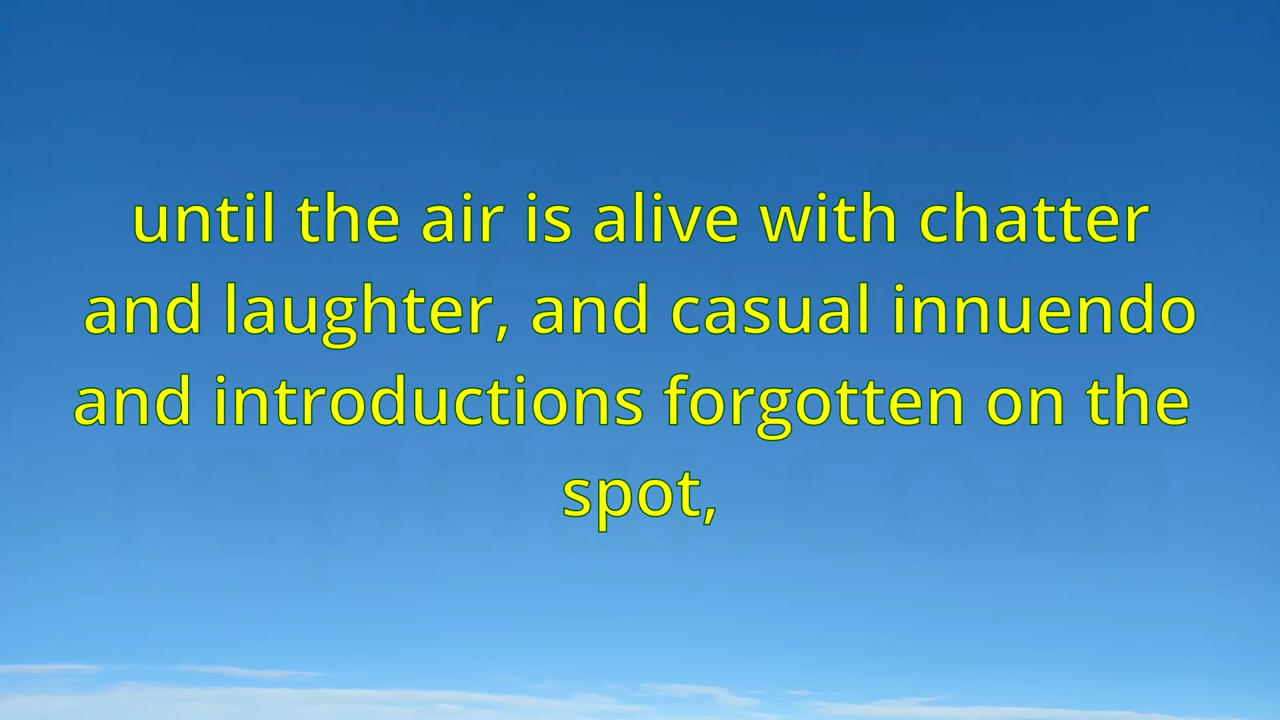 until the air is alive with chatter
and laughter, and casual innuendo
and introductions forgotten on the
spot,